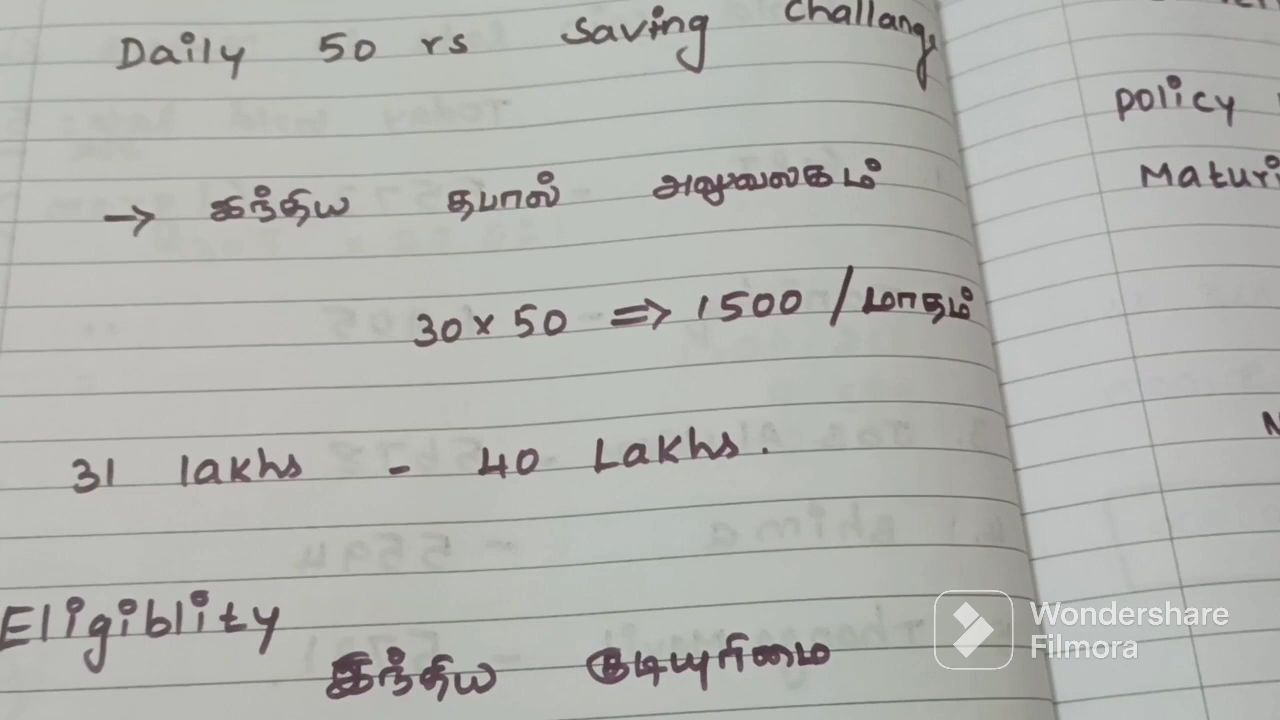 Daily 50 rs Saving Challange
→ இந்திய தபால் அலுவலகம்
30 x 50 => 1500 / மாதம்
31 lakhs - 40 Lakhs.
Eligiblity
இந்திய குடியுரிமை
policy
Maturi
Wondershare
Filmora